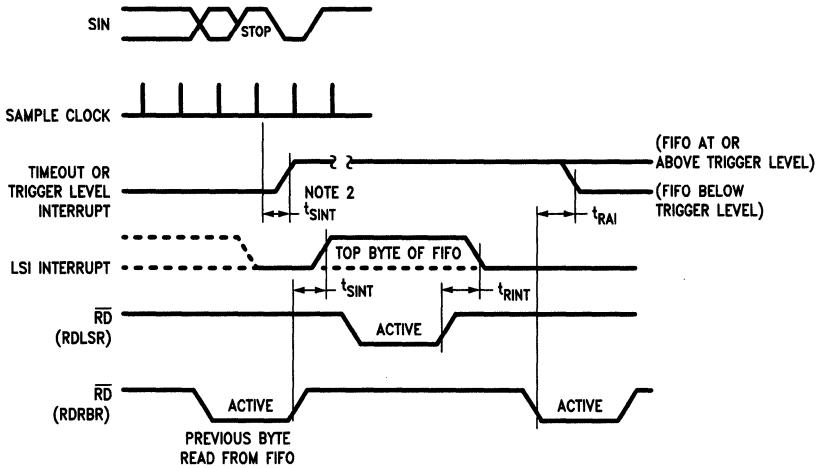 SIN
STOP
SAMPLE CLOCK
TIMEOUT OR
TRIGGER LEVEL
INTERRUPT
NOTE 2
tSINT
(FIFO AT OR
ABOVE TRIGGER LEVEL)
(FIFO BELOW
TRIGGER LEVEL)
tRAI
LSI INTERRUPT
TOP BYTE OF FIFO
tSINT
tRINT
RD
(RDLSR)
ACTIVE
RD
(RDRBR)
ACTIVE
ACTIVE
PREVIOUS BYTE
READ FROM FIFO